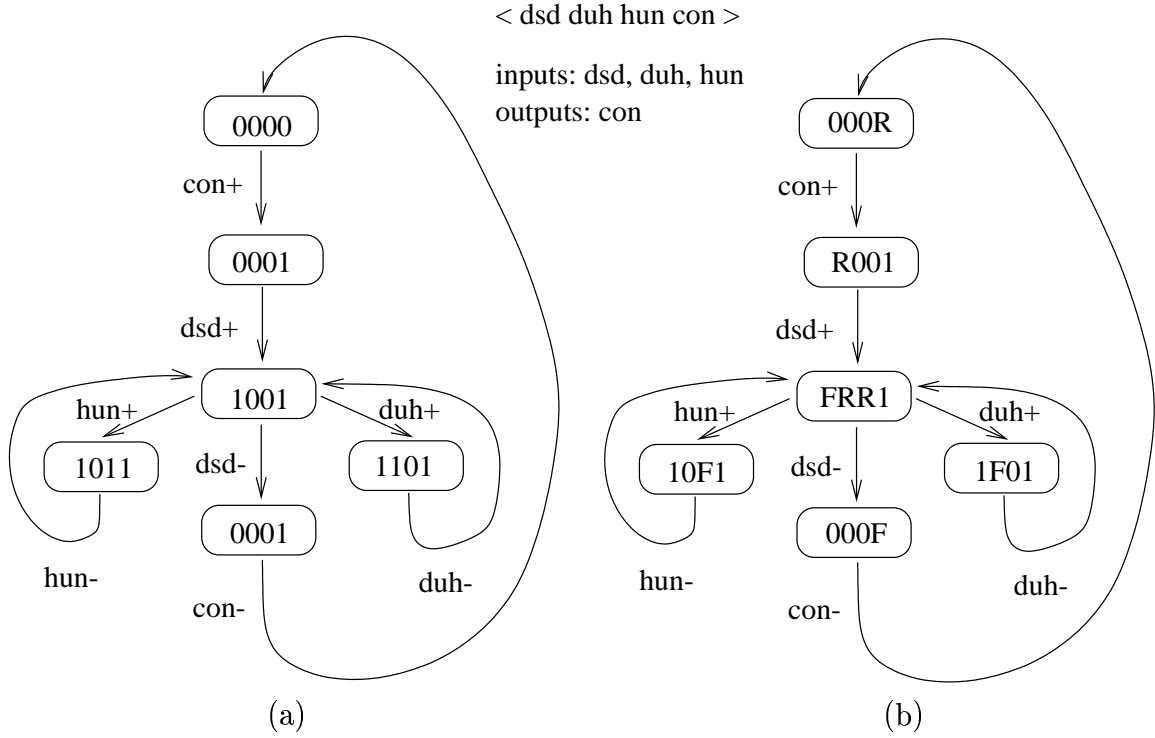 < dsd duh hun con >
inputs: dsd, duh, hun
outputs: con
0000
con+
0001
dsd+
1001
hun+
duh+
1011
dsd-
1101
0001
hun-
duh-
con-
(a)
000R
con+
R001
dsd+
FRR1
hun+
duh+
10F1
dsd-
1F01
000F
hun-
duh-
con-
(b)